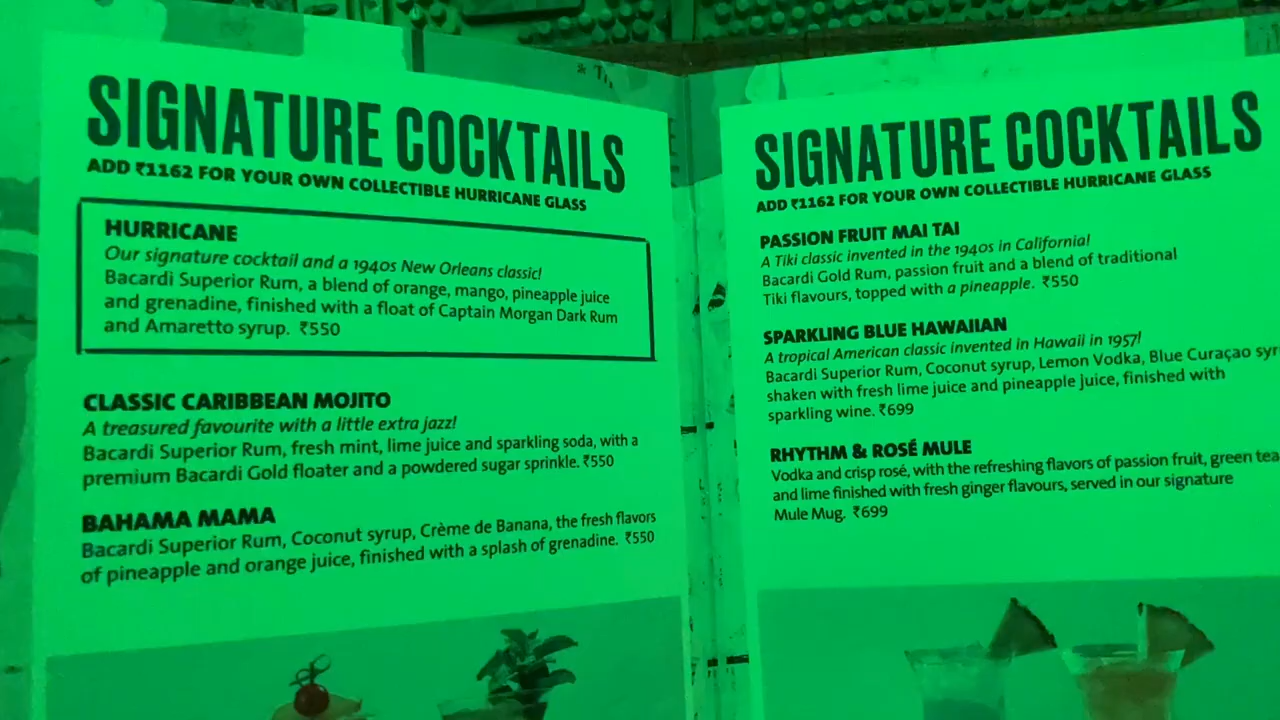 SIGNATURE COCKTAILS
ADD ₹1162 FOR YOUR OWN COLLECTIBLE HURRICANE GLASS
HURRICANE
Our signature cocktail and a 1940s New Orleans classic!
Bacardi Superior Rum, a blend of orange, mango, pineapple juice
and grenadine, finished with a float of Captain Morgan Dark Rum
and Amaretto syrup. ₹550
CLASSIC CARIBBEAN MOJITO
A treasured favourite with a little extra jazz!
Bacardi Superior Rum, fresh mint, lime juice and sparkling soda, with a
premium Bacardi Gold floater and a powdered sugar sprinkle. ₹550
BAHAMA MAMA
Bacardi Superior Rum, Coconut syrup, Crème de Banana, the fresh flavors
of pineapple and orange juice, finished with a splash of grenadine. ₹550
SIGNATURE COCKTAILS
ADD ₹1162 FOR YOUR OWN COLLECTIBLE HURRICANE GLASS
PASSION FRUIT MAI TAI
A Tiki classic invented in the 1940s in California!
Bacardi Gold Rum, passion fruit and a blend of traditional
Tiki flavours, topped with a pineapple. ₹550
SPARKLING BLUE HAWAIIAN
A tropical American classic invented in Hawaii in 1957!
Bacardi Superior Rum, Coconut syrup, Lemon Vodka, Blue Curaçao
shaken with fresh lime juice and pineapple juice, finished with
sparkling wine. ₹699
RHYTHM & ROSÉ MULE
Vodka and crisp rosé, with the refreshing flavors of passion fruit, green tea
and lime finished with fresh ginger flavours, served in our signature
Mule Mug. ₹699